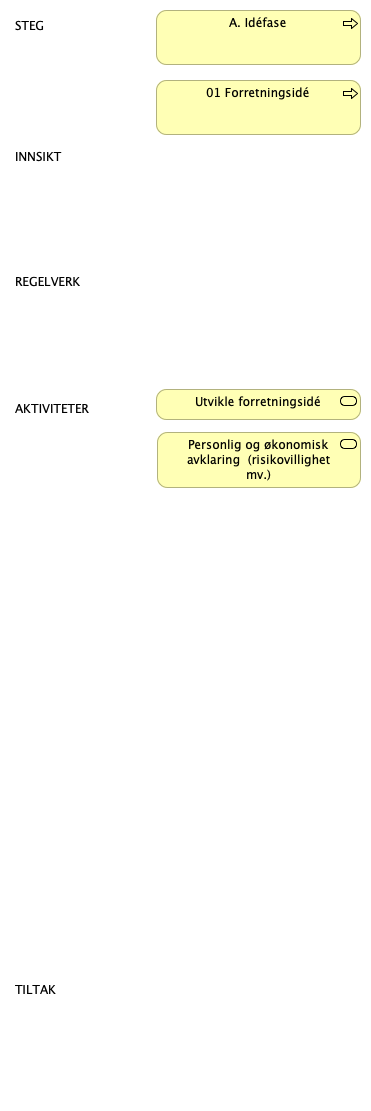 STEG
A. Idéfase
01 Forretningsidé
INNSIKT
REGELVERK
AKTIVITETER
Utvikle forretningsidé
Personlig og økonomisk
avklaring (risikovillighet
mv.)
TILTAK